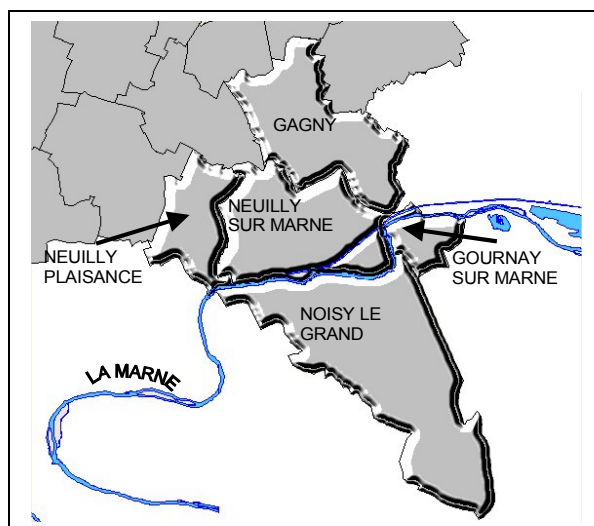 GAGNY
NEUILLY
SUR MARNE
NEUILLY
PLAISANCE
GOURNAY
SUR MARNE
NOISY LE
GRAND
LA MARNE